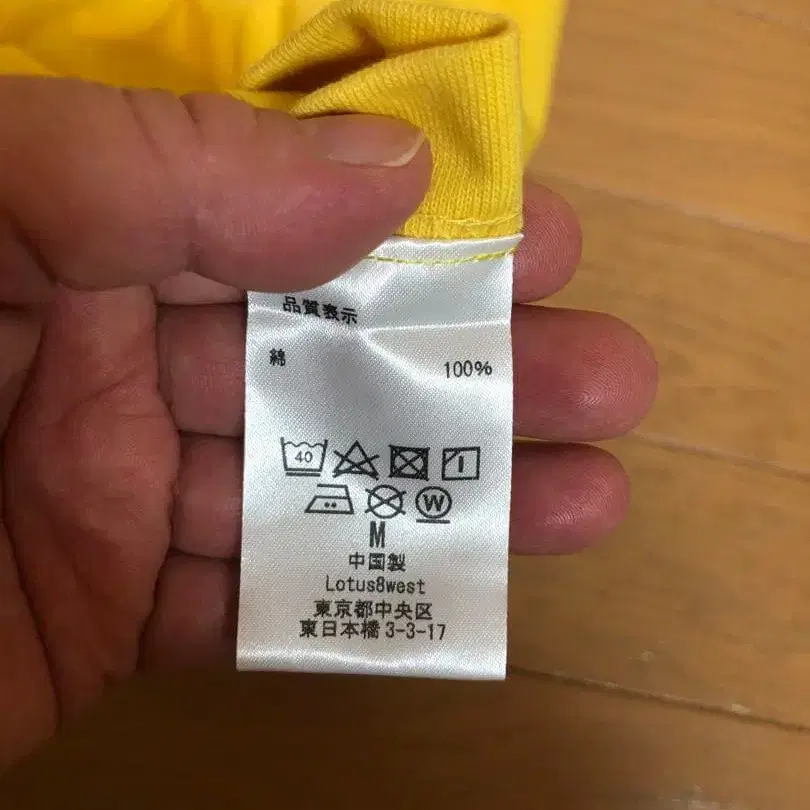 品質表示
綿 100%
40
W
M
中国製
Lotus8west
東京都中央区
東日本橋3-3-17